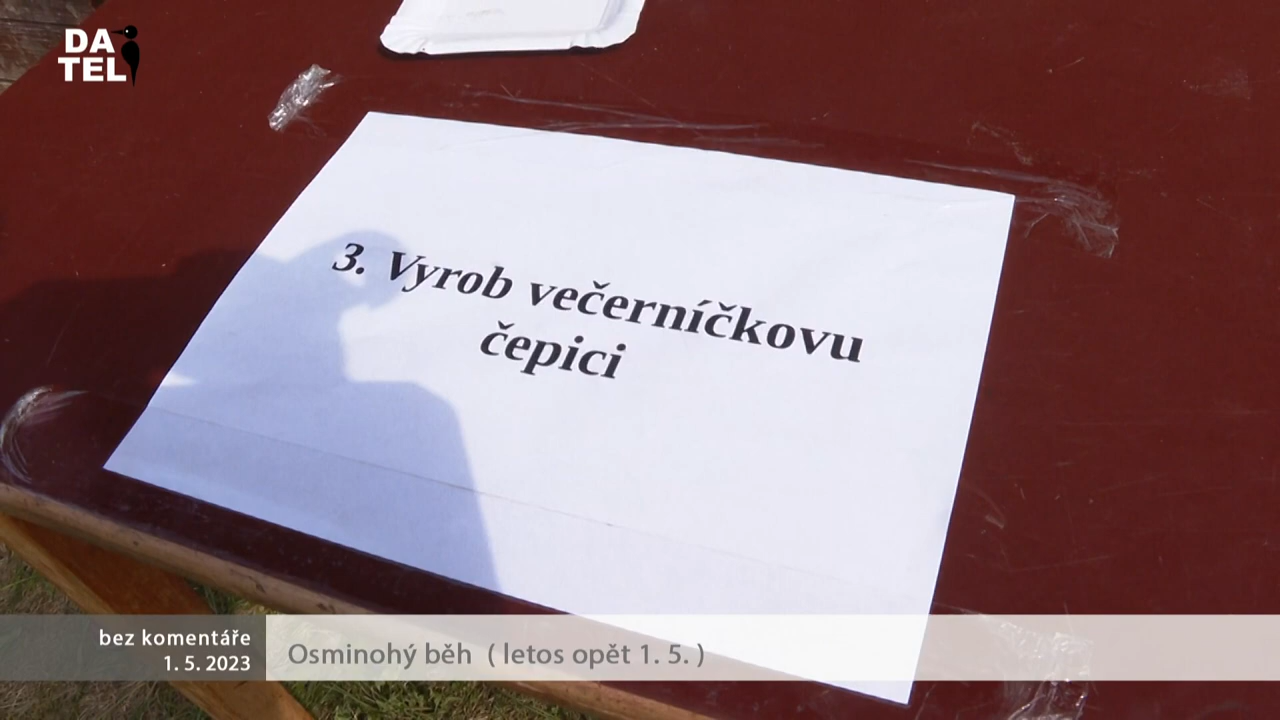 DA
TEL
3. Vyrob večerníčkovu
čepici
bez komentáře
1. 5. 2023
Osminohý běh ( letos opět 1. 5. )